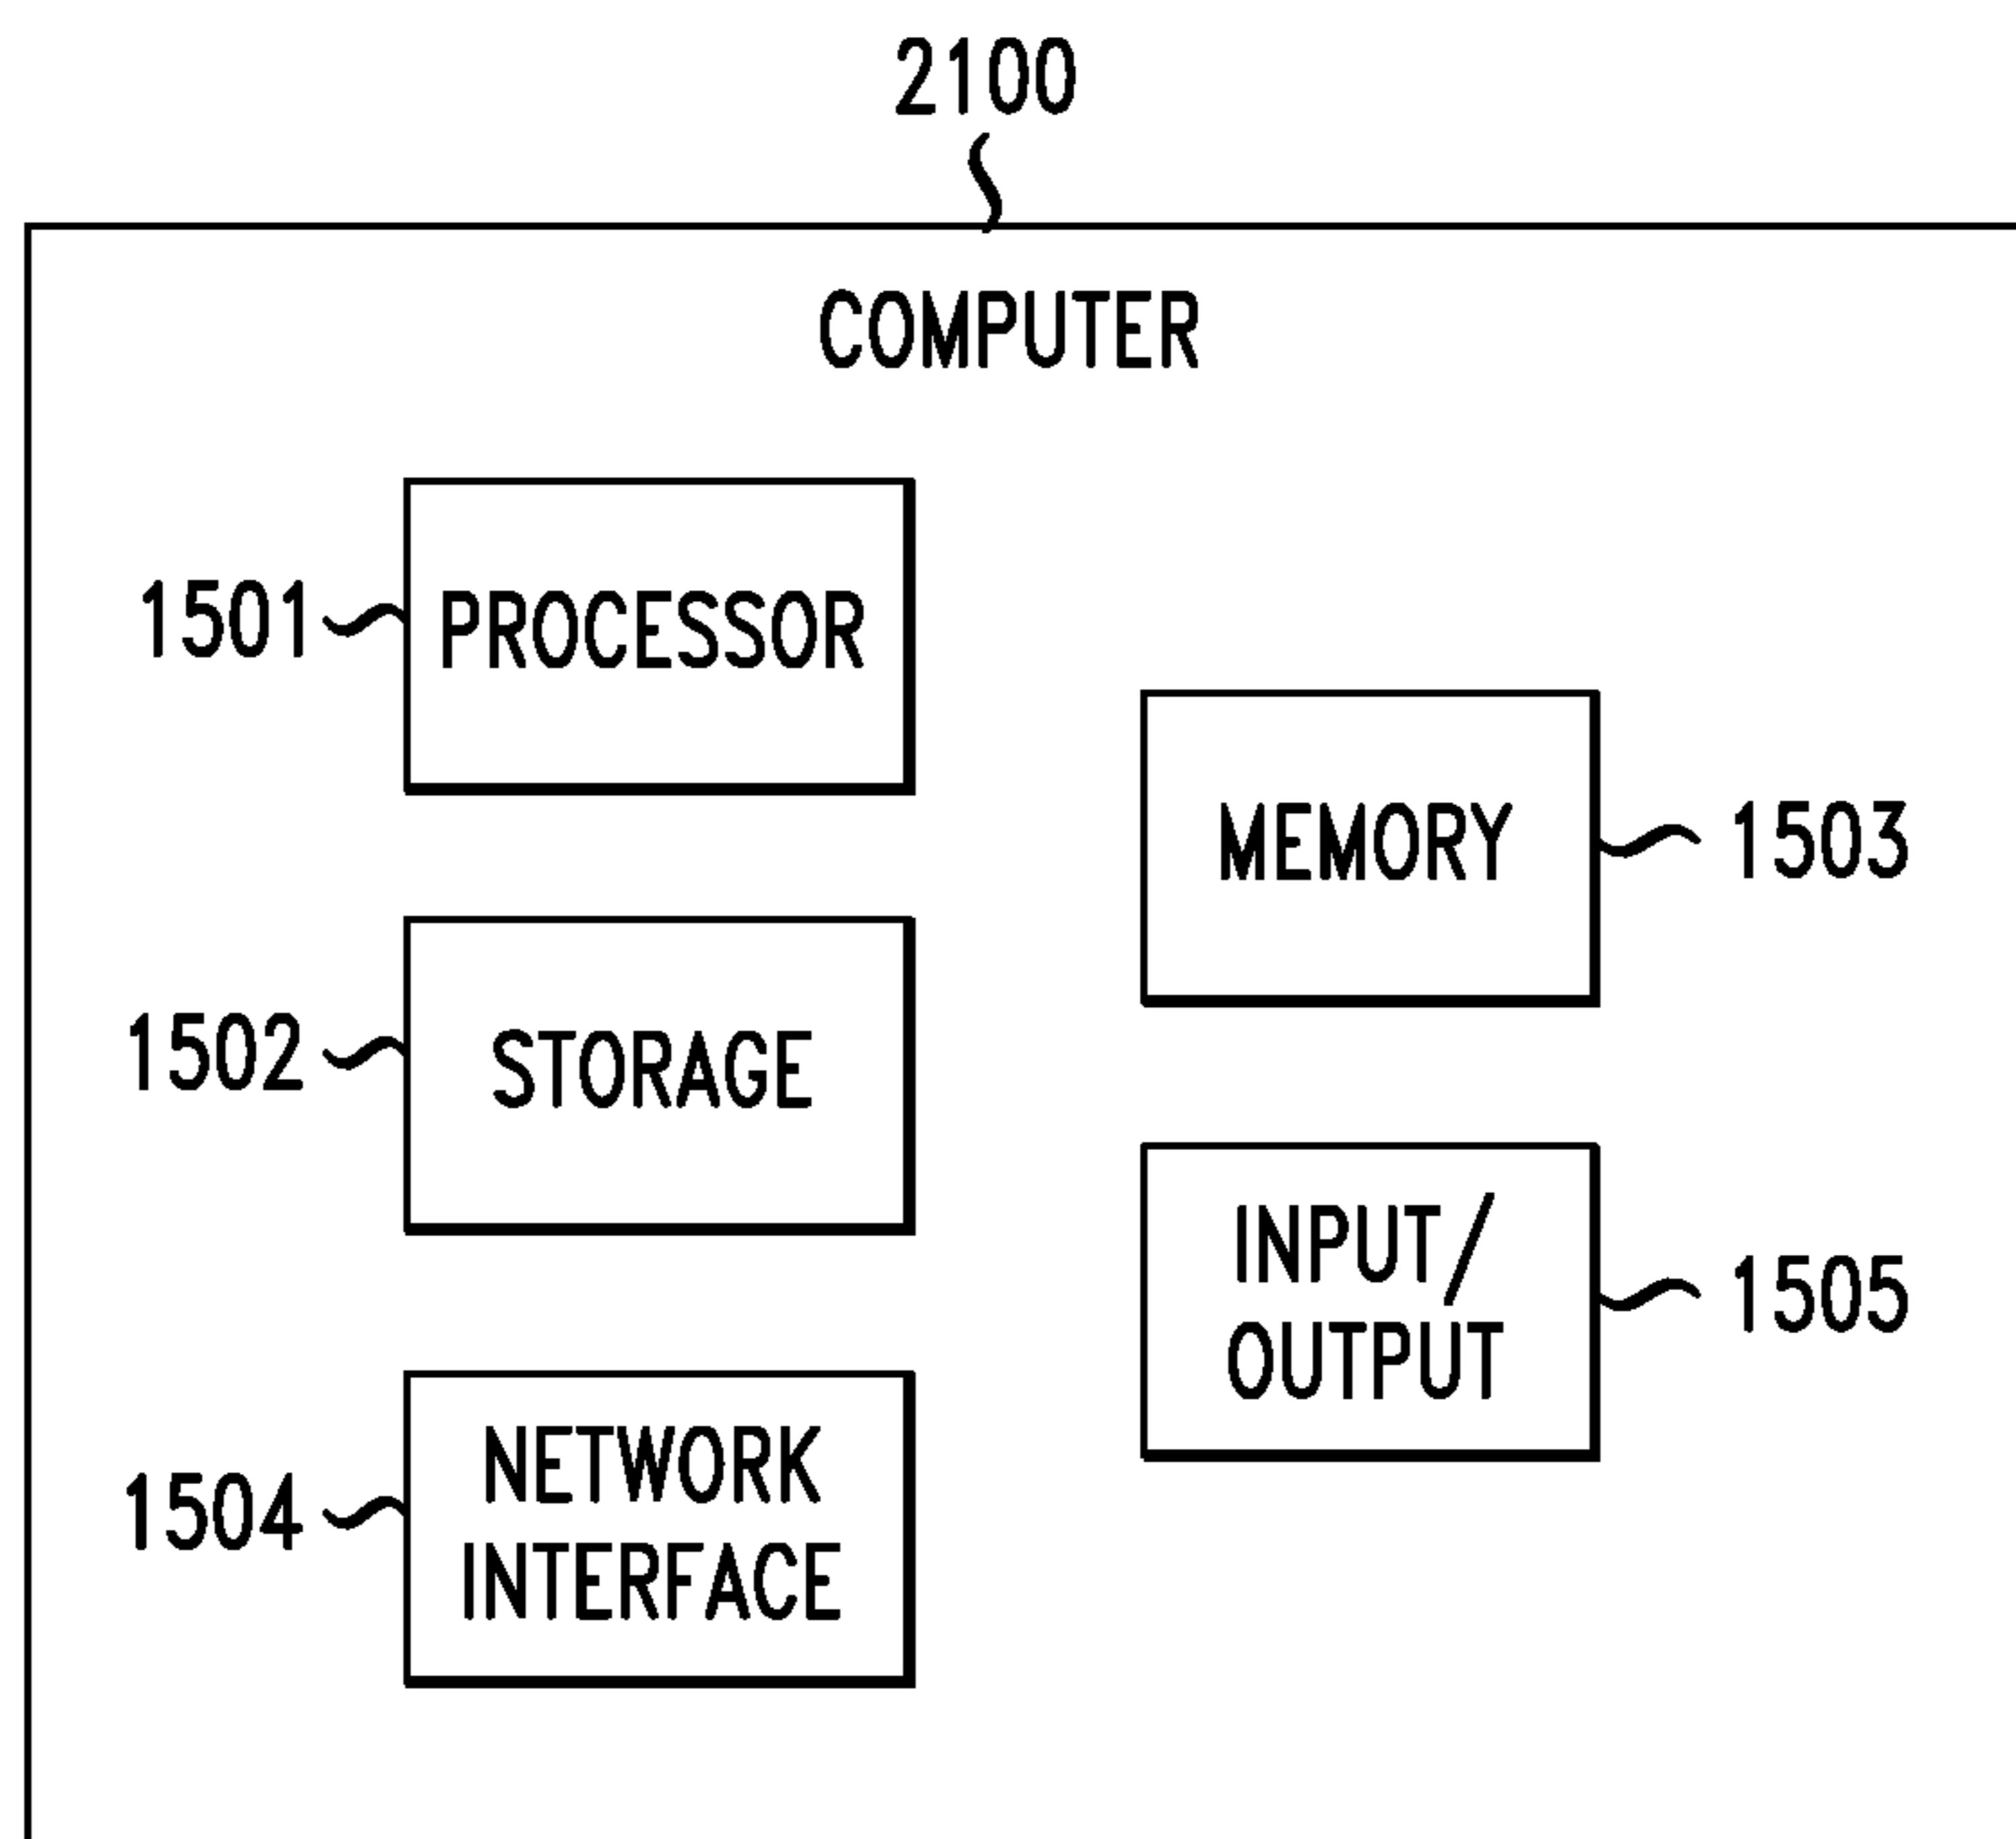 2100
COMPUTER
1501
PROCESSOR
MEMORY
1503
1502
STORAGE
INPUT/
OUTPUT
1505
1504
NETWORK
INTERFACE